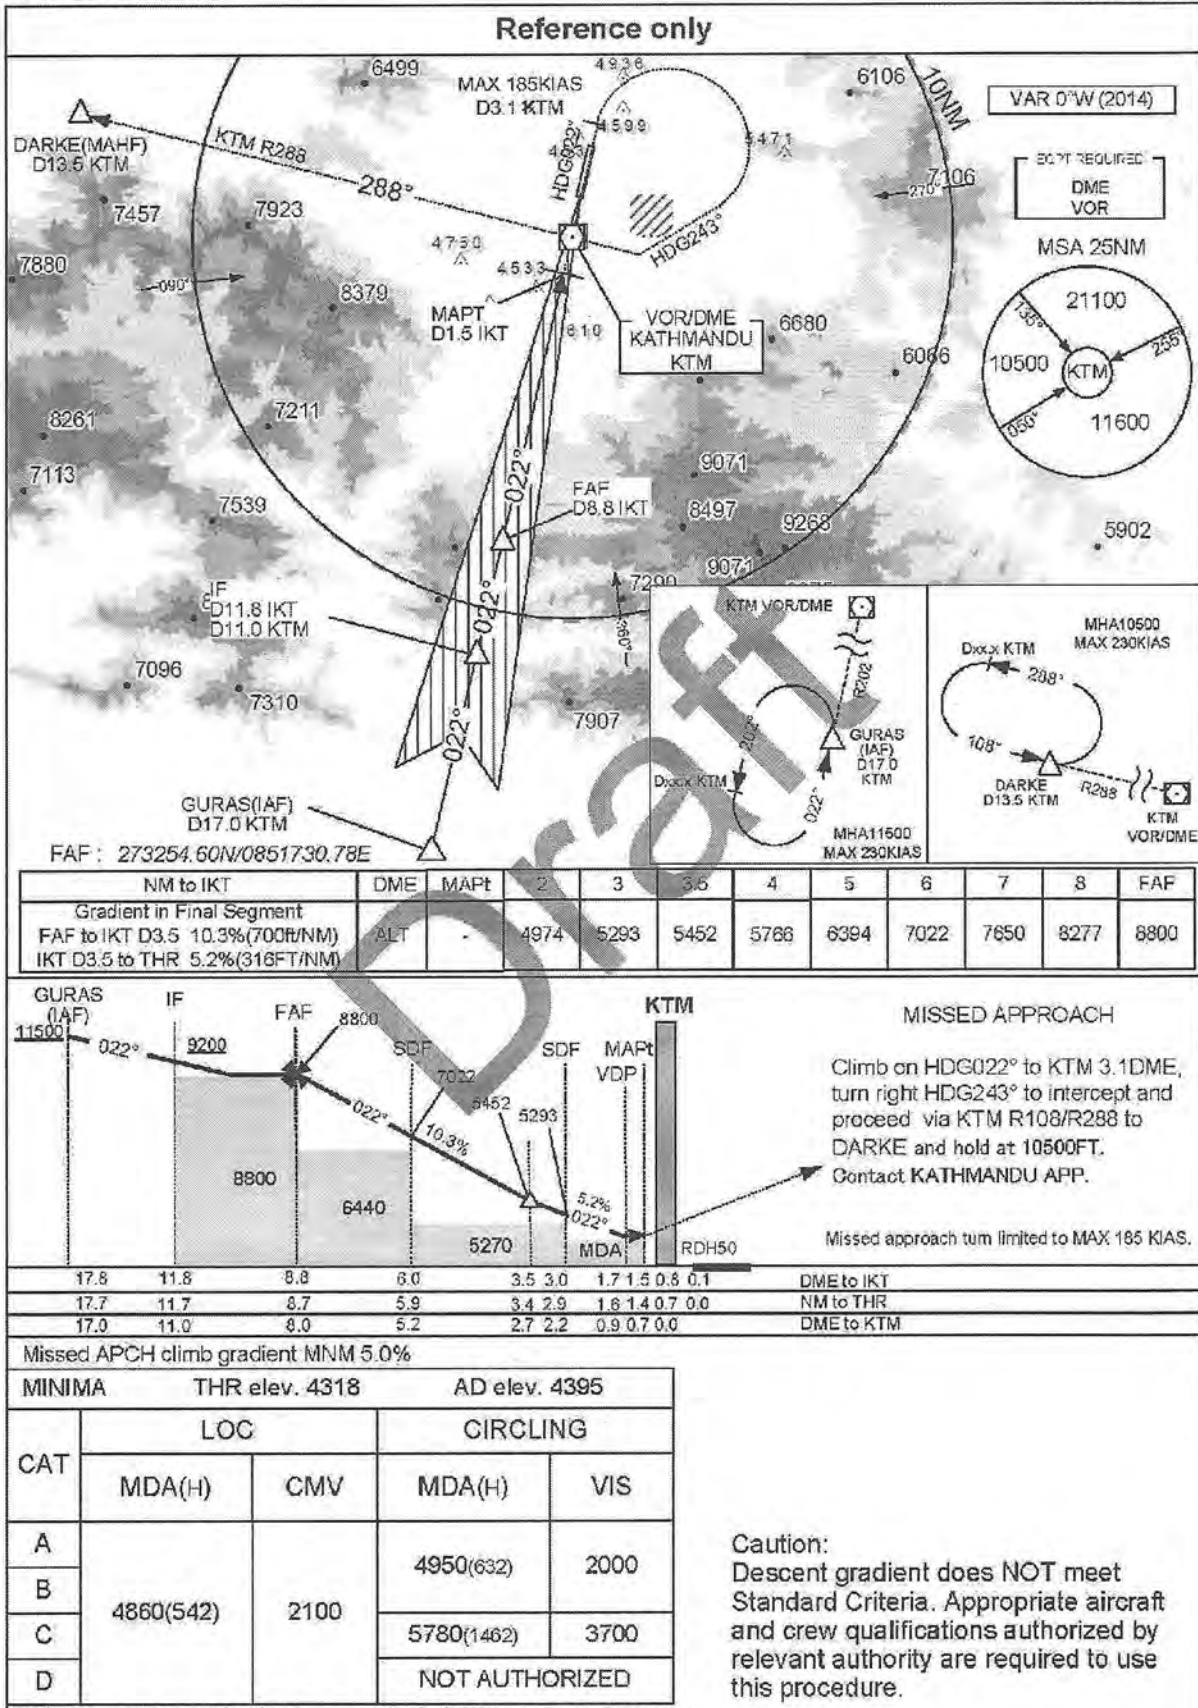 Reference only
6499
4936
MAX 185KIAS
D3.1 KTM
6106
10NM
VAR 0°W (2014)
DARKE(MAHF)
D13.5 KTM
KTM R288
288°
HDG022°
4599
5471
EQPT REQUIRED
DME
VOR
7106
270°
7457
7923
HDG243°
4750
4533
MSA 25NM
7880
090°
8379
MAPT
D1.5 IKT
610
VOR/DME
KATHMANDU
KTM
6680
6066
21100
135°
255°
10500
KTM
050°
11600
7211
8261
7113
7539
022°
FAF
D8.8 IKT
9071
8497
9268
9071
5902
7290
360°
022°
IF
D11.8 IKT
D11.0 KTM
7096
7310
022°
7907
KTM VOR/DME
R202
202°
GURAS
(IAF)
D17.0
KTM
Dxx.x KTM
022°
MHA11500
MAX 230KIAS
MHA10500
MAX 230KIAS
Dxx.x KTM
288°
108°
DARKE
D13.5 KTM
R288
KTM
VOR/DME
GURAS(IAF)
D17.0 KTM
Draft
FAF : 273254.60N/0851730.78E
NM to IKT DME MAPt 2 3 3.5 4 5 6 7 8 FAF
Gradient in Final Segment
FAF to IKT D3.5 10.3%(700ft/NM)
IKT D3.5 to THR 5.2%(316FT/NM)
ALT - 4974 5293 5452 5766 6394 7022 7650 8277 8800
GURAS
(IAF)
11500
022°
IF
9200
FAF
8800
SDF
7022
022°
10.3%
5452
5293
SDF
MAPt
VDP
KTM
5.2%
022°
8800
6440
5270
MDA
RDH50
MISSED APPROACH
Climb on HDG022° to KTM 3.1DME,
turn right HDG243° to intercept and
proceed via KTM R108/R288 to
DARKE and hold at 10500FT.
Contact KATHMANDU APP.
Missed approach turn limited to MAX 185 KIAS.
17.8 11.8 8.8 6.0 3.5 3.0 1.7 1.5 0.8 0.1 DME to IKT
17.7 11.7 8.7 5.9 3.4 2.9 1.6 1.4 0.7 0.0 NM to THR
17.0 11.0 8.0 5.2 2.7 2.2 0.9 0.7 0.0 DME to KTM
Missed APCH climb gradient MNM 5.0%
MINIMA THR elev. 4318 AD elev. 4395
CAT LOC CIRCLING
MDA(H) CMV MDA(H) VIS
A
B
C
D
4860(542) 2100
4950(632) 2000
5780(1462) 3700
NOT AUTHORIZED
Caution:
Descent gradient does NOT meet
Standard Criteria. Appropriate aircraft
and crew qualifications authorized by
relevant authority are required to use
this procedure.